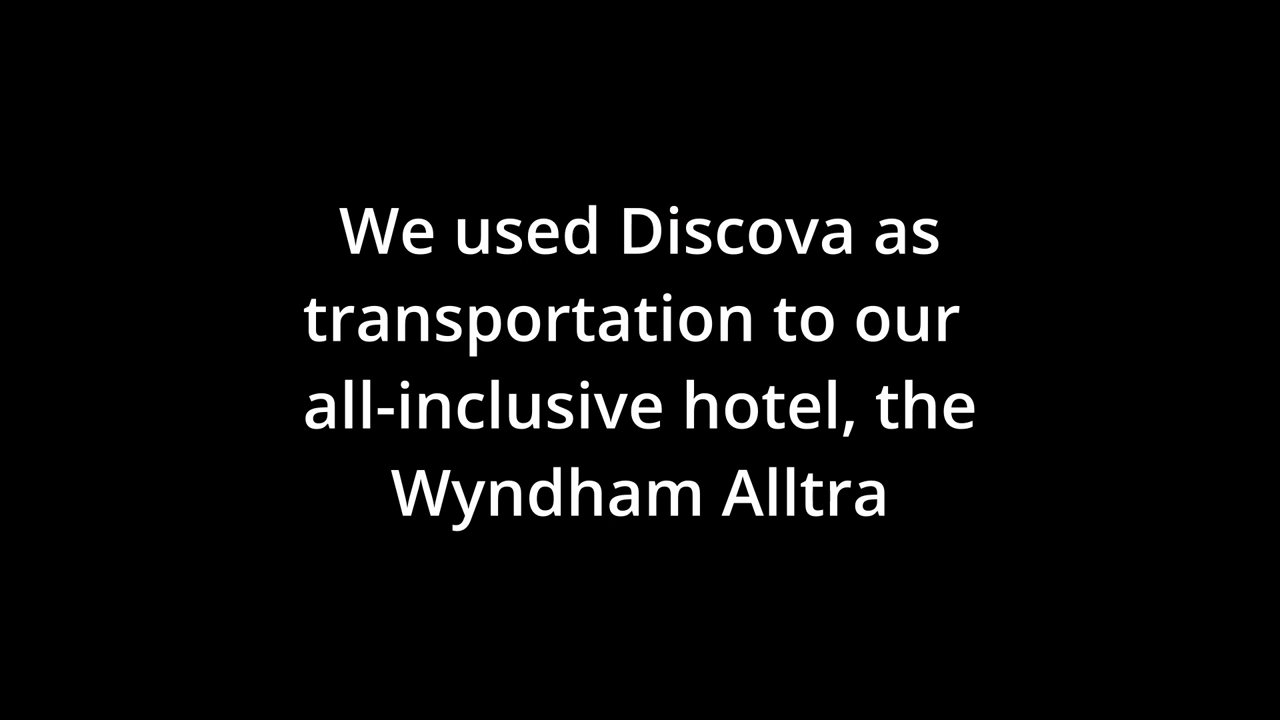 We used Discova as
transportation to our
all-inclusive hotel, the
Wyndham Alltra